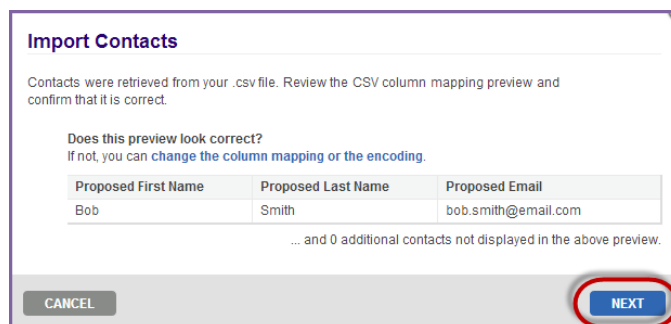 Import Contacts
Contacts were retrieved from your .csv file. Review the CSV column mapping preview and
confirm that it is correct.
Does this preview look correct?
If not, you can change the column mapping or the encoding.
Proposed First Name Proposed Last Name Proposed Email
Bob Smith bob.smith@email.com
... and 0 additional contacts not displayed in the above preview.
CANCEL NEXT